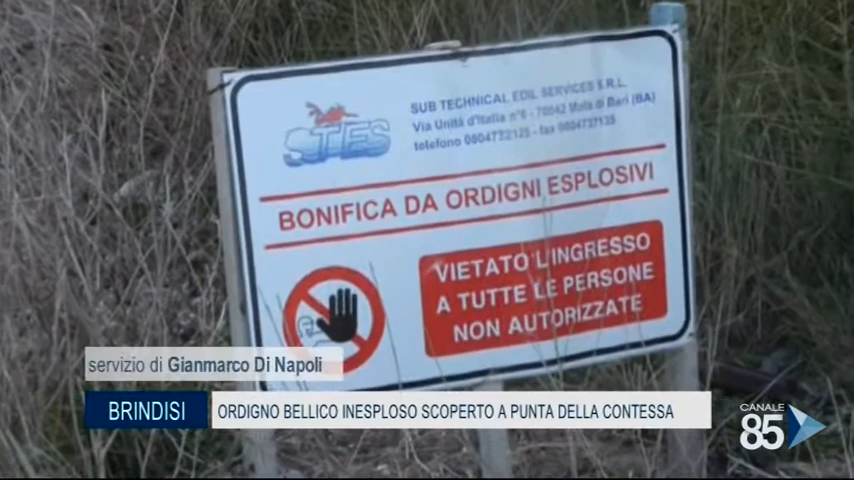 STES
SUB TECHNICAL EDIL SERVICES S.R.L.
Via Unità d'Italia n°6 - 70042 Mola di Bari (BA)
telefono 0804732125 - fax 0804737135
BONIFICA DA ORDIGNI ESPLOSIVI
VIETATO L'INGRESSO
A TUTTE LE PERSONE
NON AUTORIZZATE
servizio di Gianmarco Di Napoli
BRINDISI
ORDIGNO BELLICO INESPLOSO SCOPERTO A PUNTA DELLA CONTESSA
CANALE
85